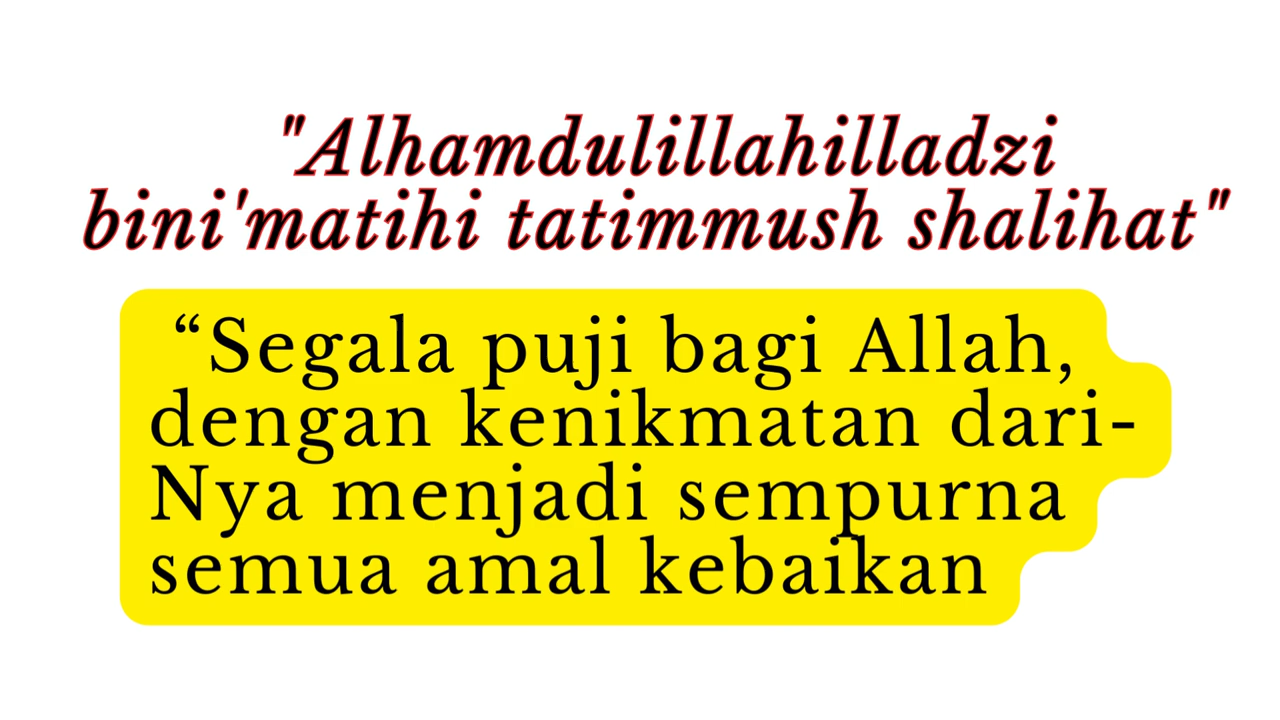 "Alhamdulillahilladzi
bini'matihi tatimmush shalihat"
“Segala puji bagi Allah,
dengan kenikmatan dari-
Nya menjadi sempurna
semua amal kebaikan